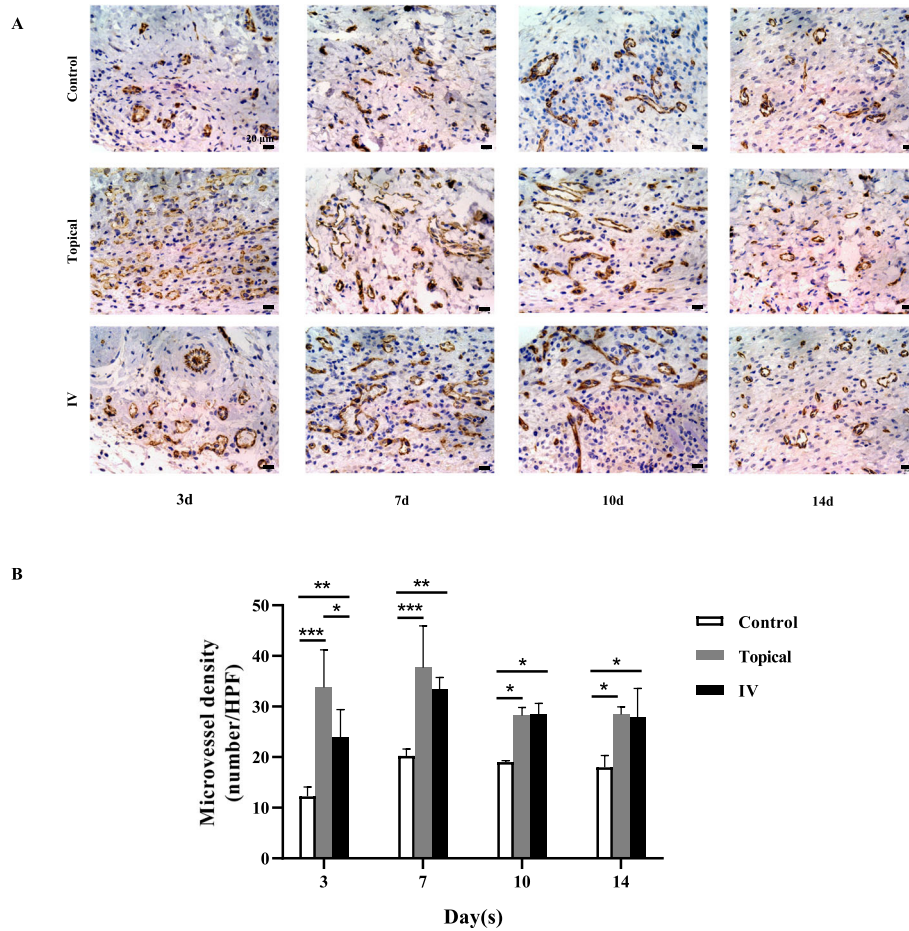 A
Control
20 μm
Topical
IV
3d
7d
10d
14d
B
** **
* 
*** ***
* *
* *
50
40
30
20
10
0
Microvessel density
(number/HPF)
3
7
10
14
Day(s)
Control
Topical
IV